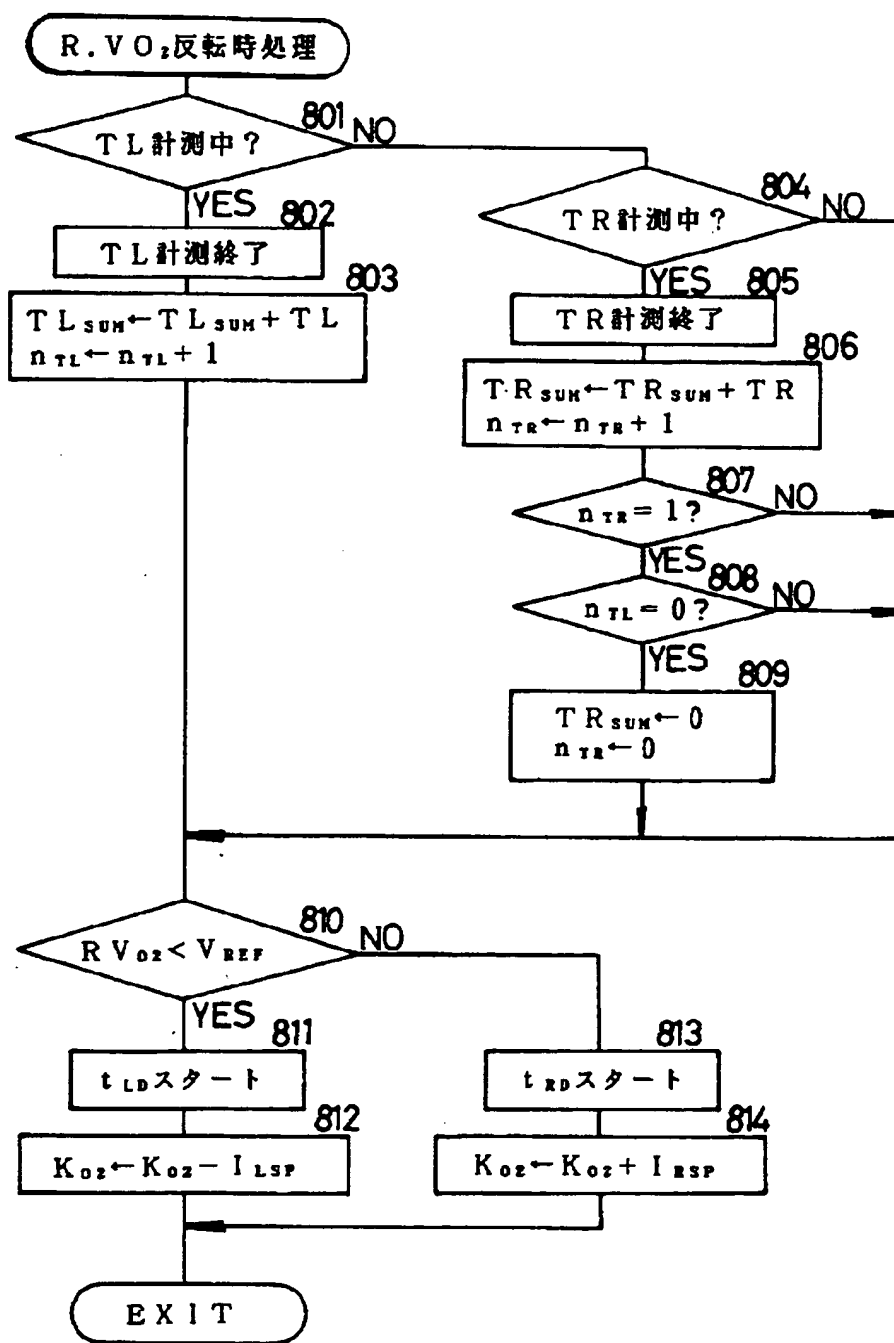 R.VO₂反転時処理
801
TL計測中?
NO
YES
802
TL計測終了
803
TL_SUM←TL_SUM+TL
n_TL←n_TL+1
804
TR計測中?
NO
YES
805
TR計測終了
806
TR_SUM←TR_SUM+TR
n_TR←n_TR+1
807
n_TR=1?
NO
YES
808
n_TL=0?
NO
YES
809
TR_SUM←0
n_TR←0
810
RV_O2<V_REF
NO
YES
811
t_LDスタート
812
K_O2←K_O2-I_LSP
813
t_RDスタート
814
K_O2←K_O2+I_RSP
EXIT